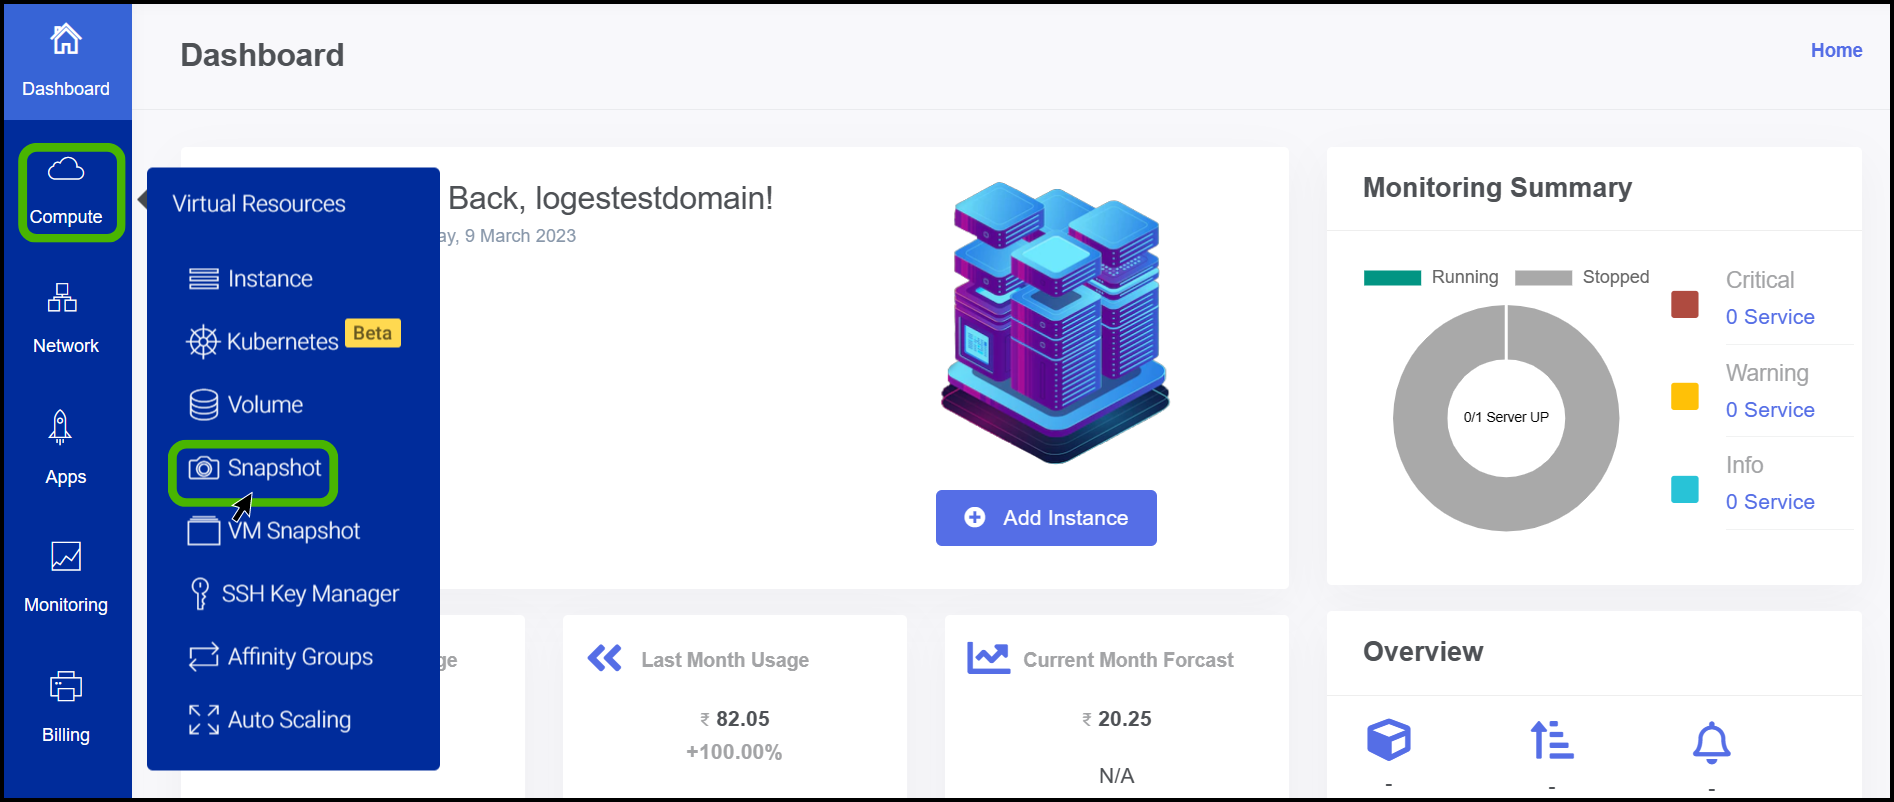 Dashboard
Compute
Network
Apps
Monitoring
Billing
Dashboard
Home
Virtual Resources
Instance
Kubernetes Beta
Volume
Snapshot
VM Snapshot
SSH Key Manager
Affinity Groups
Auto Scaling
Back, logestestdomain!
ay, 9 March 2023
Add Instance
Monitoring Summary
Running Stopped
0/1 Server UP
Critical
0 Service
Warning
0 Service
Info
0 Service
ge
Last Month Usage
₹ 82.05
+100.00%
Current Month Forcast
₹ 20.25
N/A
Overview
- - -